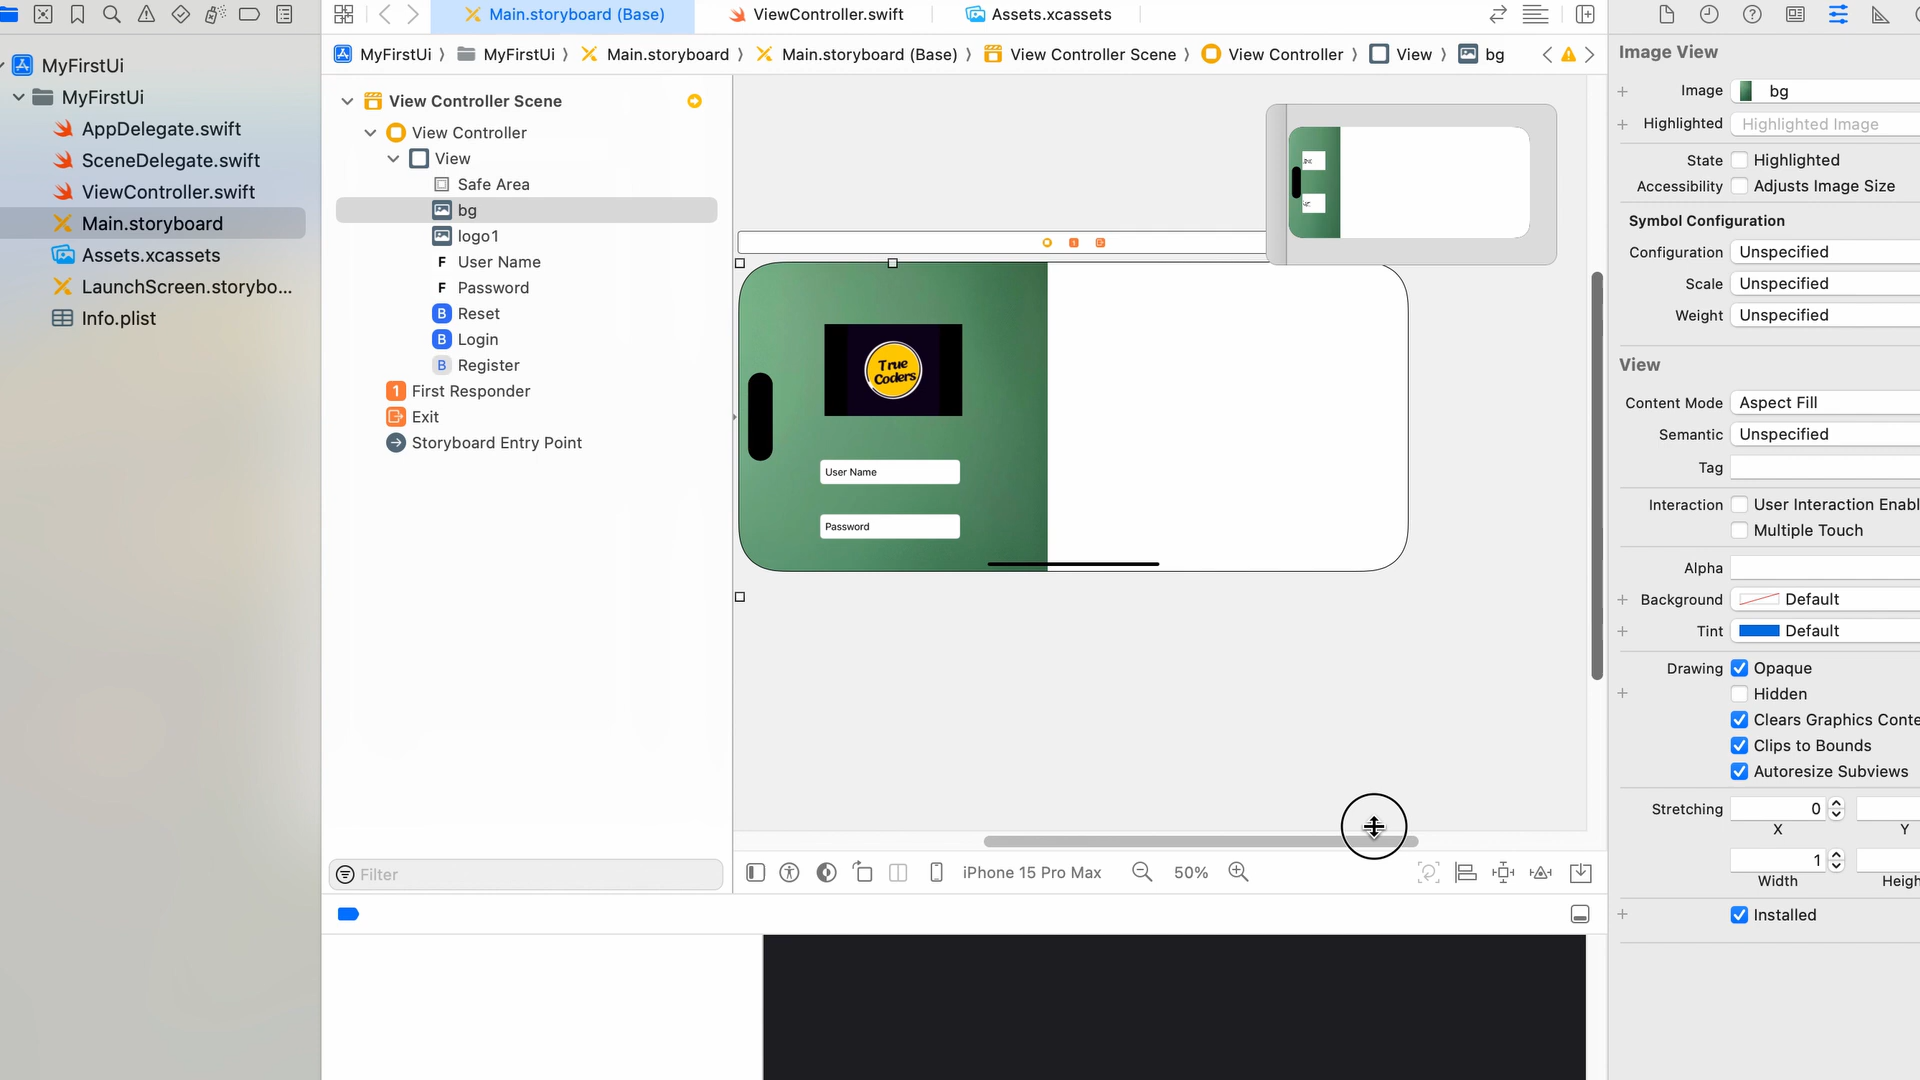 Main.storyboard (Base)
ViewController.swift
Assets.xcassets
MyFirstUi
MyFirstUi
AppDelegate.swift
SceneDelegate.swift
ViewController.swift
Main.storyboard
Assets.xcassets
LaunchScreen.storybo...
Info.plist
MyFirstUi 〉 MyFirstUi 〉 Main.storyboard 〉 Main.storyboard (Base) 〉 View Controller Scene 〉 View Controller 〉 View 〉 bg
View Controller Scene
View Controller
View
Safe Area
bg
logo1
F User Name
F Password
B Reset
B Login
B Register
1 First Responder
Exit
Storyboard Entry Point
Filter
True
Coders
User Name
Password
iPhone 15 Pro Max
50%
Image View
Image bg
Highlighted Highlighted Image
State Highlighted
Accessibility Adjusts Image Size
Symbol Configuration
Configuration Unspecified
Scale Unspecified
Weight Unspecified
View
Content Mode Aspect Fill
Semantic Unspecified
Tag
Interaction User Interaction Enabl
Multiple Touch
Alpha
Background Default
Tint Default
Drawing Opaque
Hidden
Clears Graphics Conte
Clips to Bounds
Autoresize Subviews
Stretching 0
X Y
1
Width Heigh
Installed